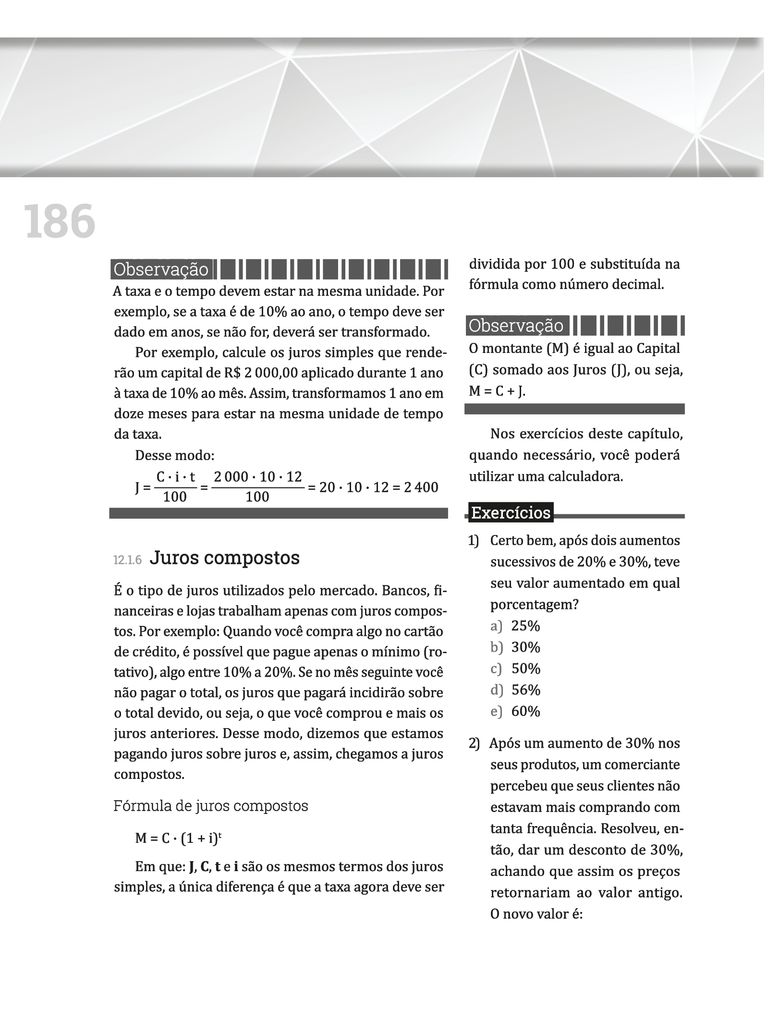 186
Observação
A taxa e o tempo devem estar na mesma unidade. Por
exemplo, se a taxa é de 10% ao ano, o tempo deve ser
dado em anos, se não for, deverá ser transformado.
Por exemplo, calcule os juros simples que rende-
rão um capital de R$ 2 000,00 aplicado durante 1 ano
à taxa de 10% ao mês. Assim, transformamos 1 ano em
doze meses para estar na mesma unidade de tempo
da taxa.
Desse modo:
J = C · i · t / 100 = 2 000 · 10 · 12 / 100 = 20 · 10 · 12 = 2 400
12.1.6 Juros compostos
É o tipo de juros utilizados pelo mercado. Bancos, fi-
nanceiras e lojas trabalham apenas com juros compos-
tos. Por exemplo: Quando você compra algo no cartão
de crédito, é possível que pague apenas o mínimo (ro-
tativo), algo entre 10% a 20%. Se no mês seguinte você
não pagar o total, os juros que pagará incidirão sobre
o total devido, ou seja, o que você comprou e mais os
juros anteriores. Desse modo, dizemos que estamos
pagando juros sobre juros e, assim, chegamos a juros
compostos.
Fórmula de juros compostos
M = C · (1 + i)ᵗ
Em que: J, C, t e i são os mesmos termos dos juros
simples, a única diferença é que a taxa agora deve ser
dividida por 100 e substituída na
fórmula como número decimal.
Observação
O montante (M) é igual ao Capital
(C) somado aos Juros (J), ou seja,
M = C + J.
Nos exercícios deste capítulo,
quando necessário, você poderá
utilizar uma calculadora.
Exercícios
1) Certo bem, após dois aumentos
sucessivos de 20% e 30%, teve
seu valor aumentado em qual
porcentagem?
a) 25%
b) 30%
c) 50%
d) 56%
e) 60%
2) Após um aumento de 30% nos
seus produtos, um comerciante
percebeu que seus clientes não
estavam mais comprando com
tanta frequência. Resolveu, en-
tão, dar um desconto de 30%,
achando que assim os preços
retornariam ao valor antigo.
O novo valor é: